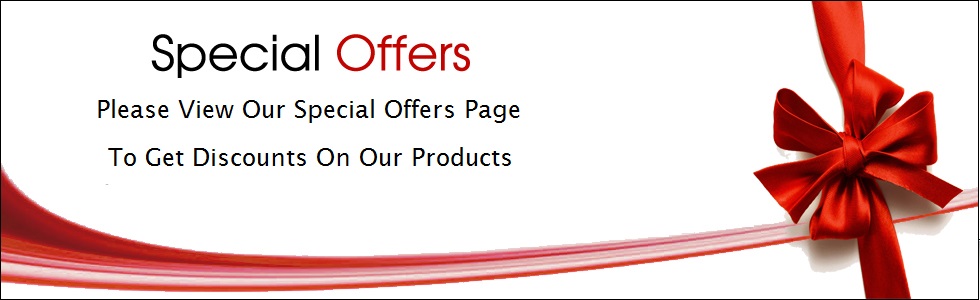 Special Offers
Please View Our Special Offers Page
To Get Discounts On Our Products